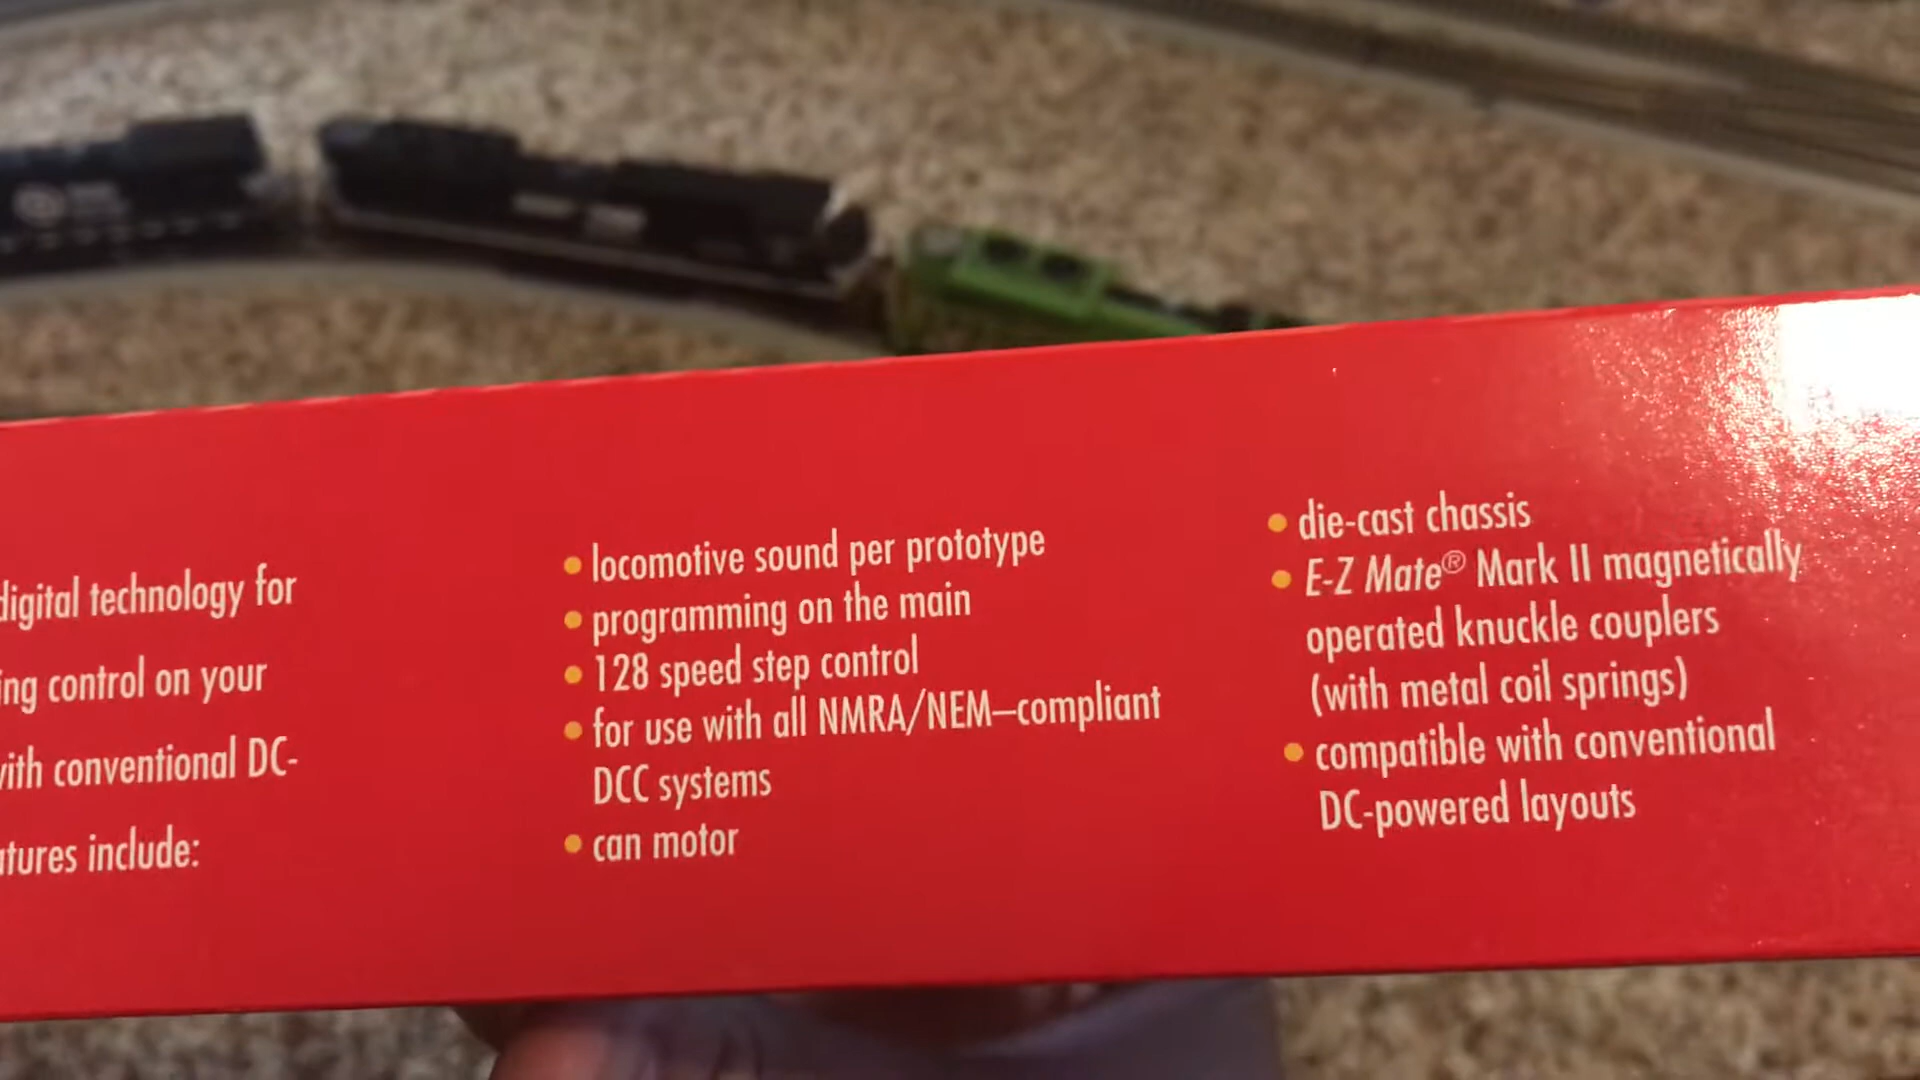 digital technology for
ing control on your
with conventional DC-
atures include:
• locomotive sound per prototype
• programming on the main
• 128 speed step control
• for use with all NMRA/NEM–compliant
DCC systems
• can motor
• die-cast chassis
• E-Z Mate® Mark II magnetically
operated knuckle couplers
(with metal coil springs)
• compatible with conventional
DC-powered layouts